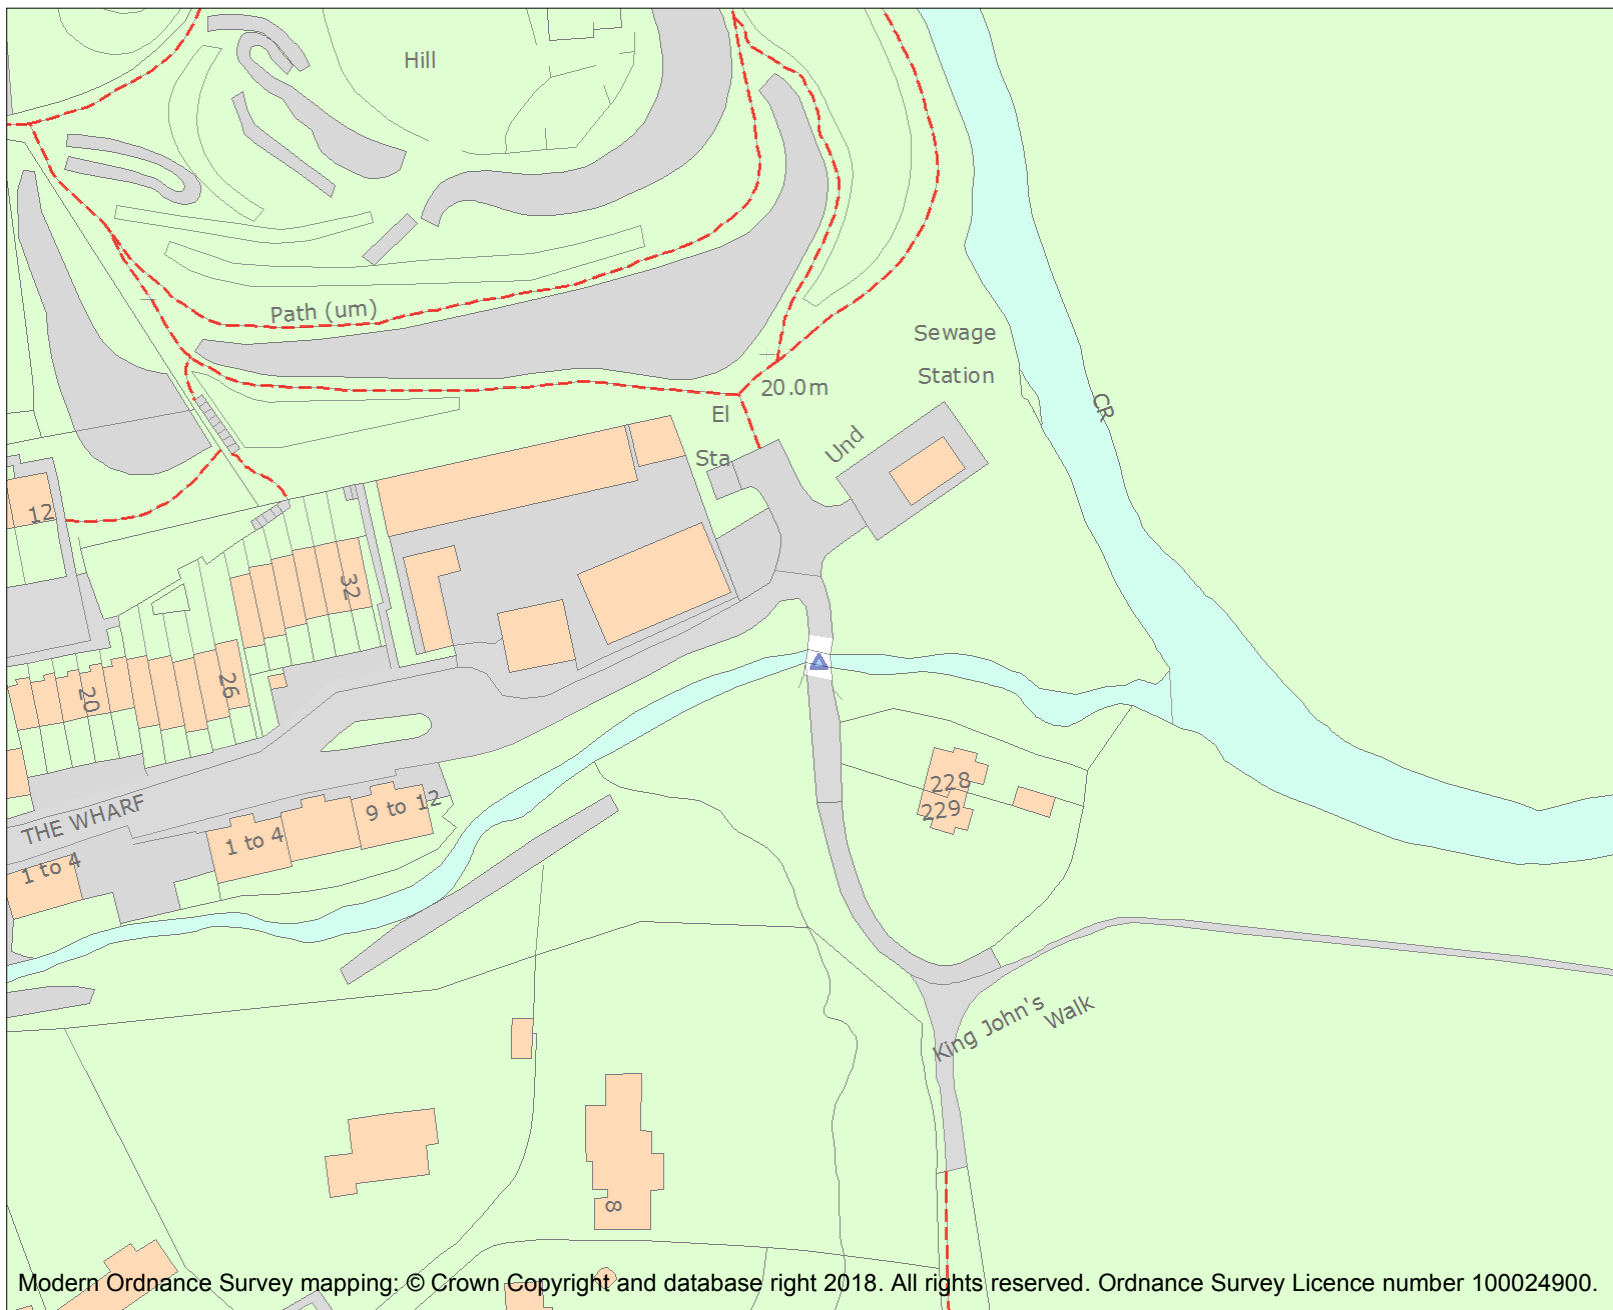 Hill
Path (um)
Sewage
Station
20.0m
CR
El
Sta
Und
12
32
26
20
228
229
THE WHARF
9 to 12
1 to 4
1 to 4
King John's
Walk
8
Modern Ordnance Survey mapping: © Crown Copyright and database right 2018. All rights reserved. Ordnance Survey Licence number 100024900.